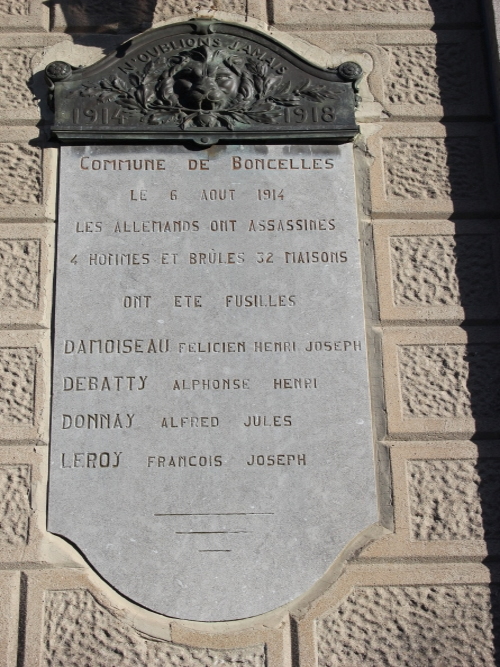 N'OUBLIONS JAMAIS
1914 1918
COMMUNE DE BONCELLES
LE 6 AOUT 1914
LES ALLEMANDS ONT ASSASSINES
4 HOMMES ET BRÛLES 32 MAISONS
ONT ETE FUSILLES
DAMOISEAU FELICIEN HENRI JOSEPH
DEBATTY ALPHONSE HENRI
DONNAY ALFRED JULES
LEROY FRANCOIS JOSEPH